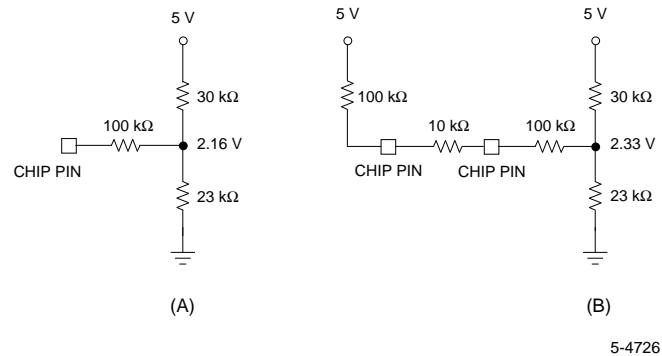 5 V
30 kΩ
100 kΩ
2.16 V
CHIP PIN
23 kΩ
(A)
5 V
5 V
100 kΩ
30 kΩ
10 kΩ
100 kΩ
2.33 V
CHIP PIN
CHIP PIN
23 kΩ
(B)
5-4726